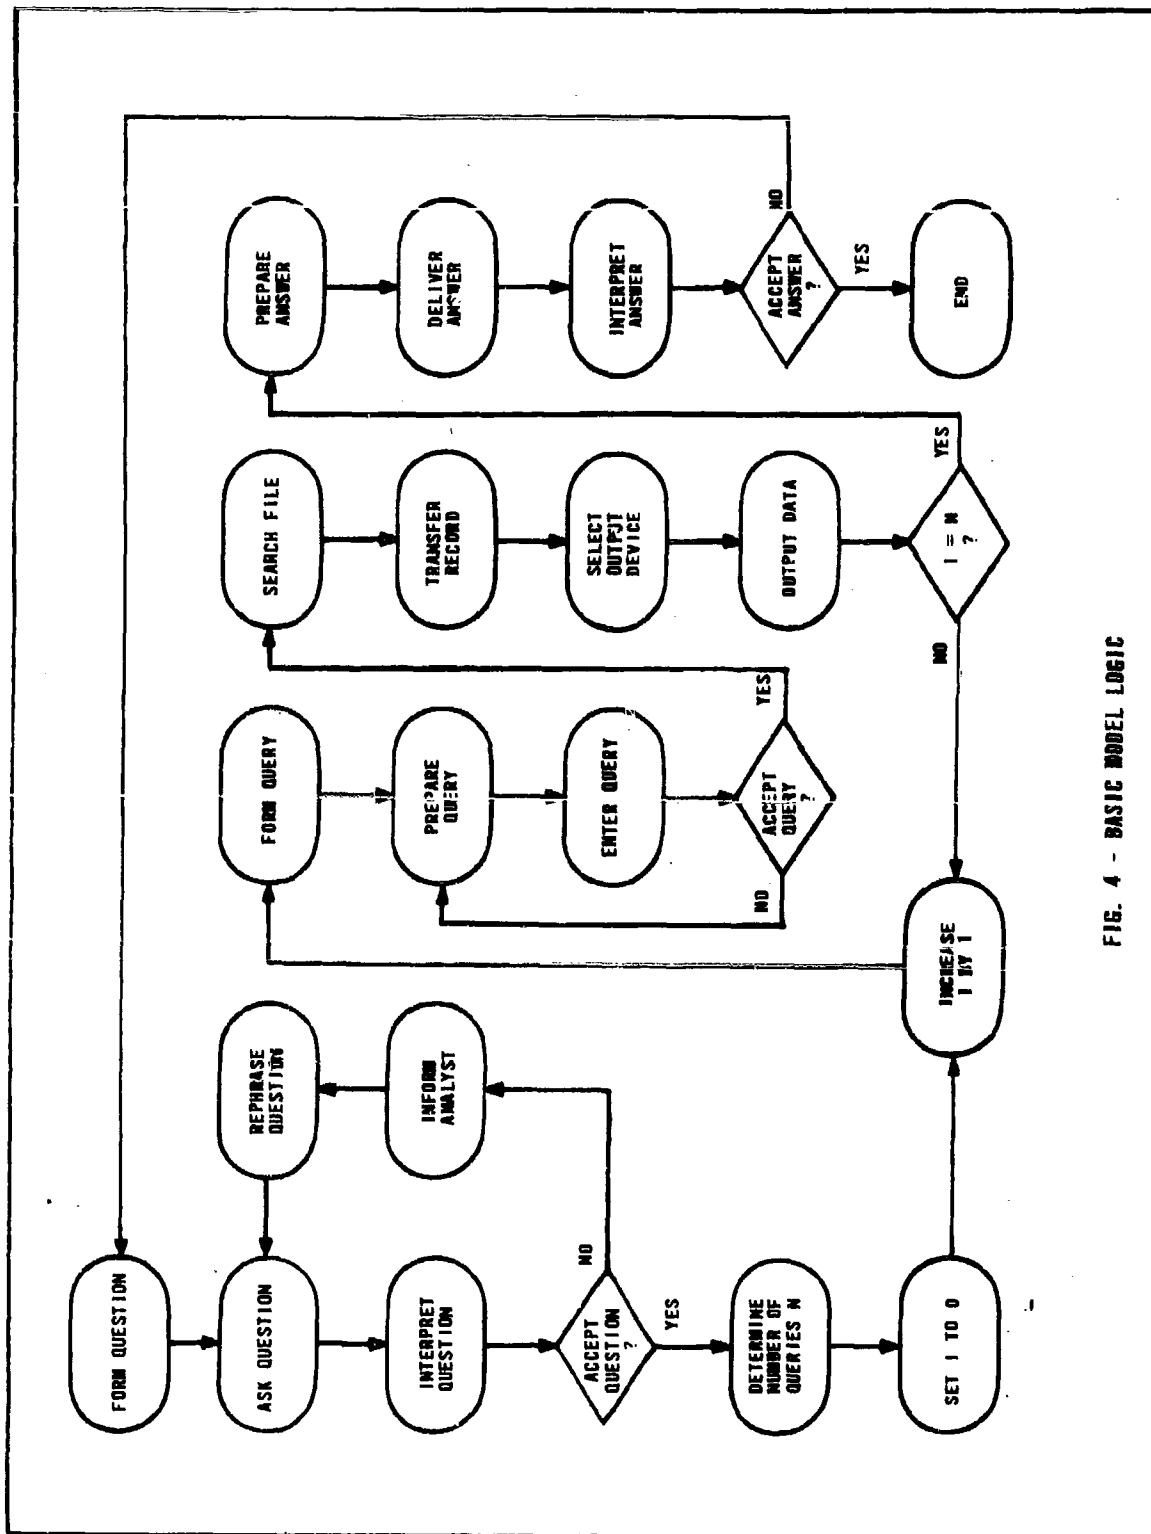 FORM QUESTION
ASK QUESTION
INTERPRET
QUESTION
ACCEPT
QUESTION
?
NO
YES
DETERMINE
NUMBER OF
QUERIES N
SET I TO 0
REPHRASE
QUESTION
INFORM
ANALYST
INCREASE
I BY 1
FORM QUERY
PREPARE
QUERY
ENTER QUERY
ACCEPT
QUERY
?
NO
YES
SEARCH FILE
TRANSFER
RECORD
SELECT
OUTPUT
DEVICE
OUTPUT DATA
I = N
?
NO
YES
PREPARE
ANSWER
DELIVER
ANSWER
INTERPRET
ANSWER
ACCEPT
ANSWER
?
NO
YES
END
FIG. 4 - BASIC MODEL LOGIC